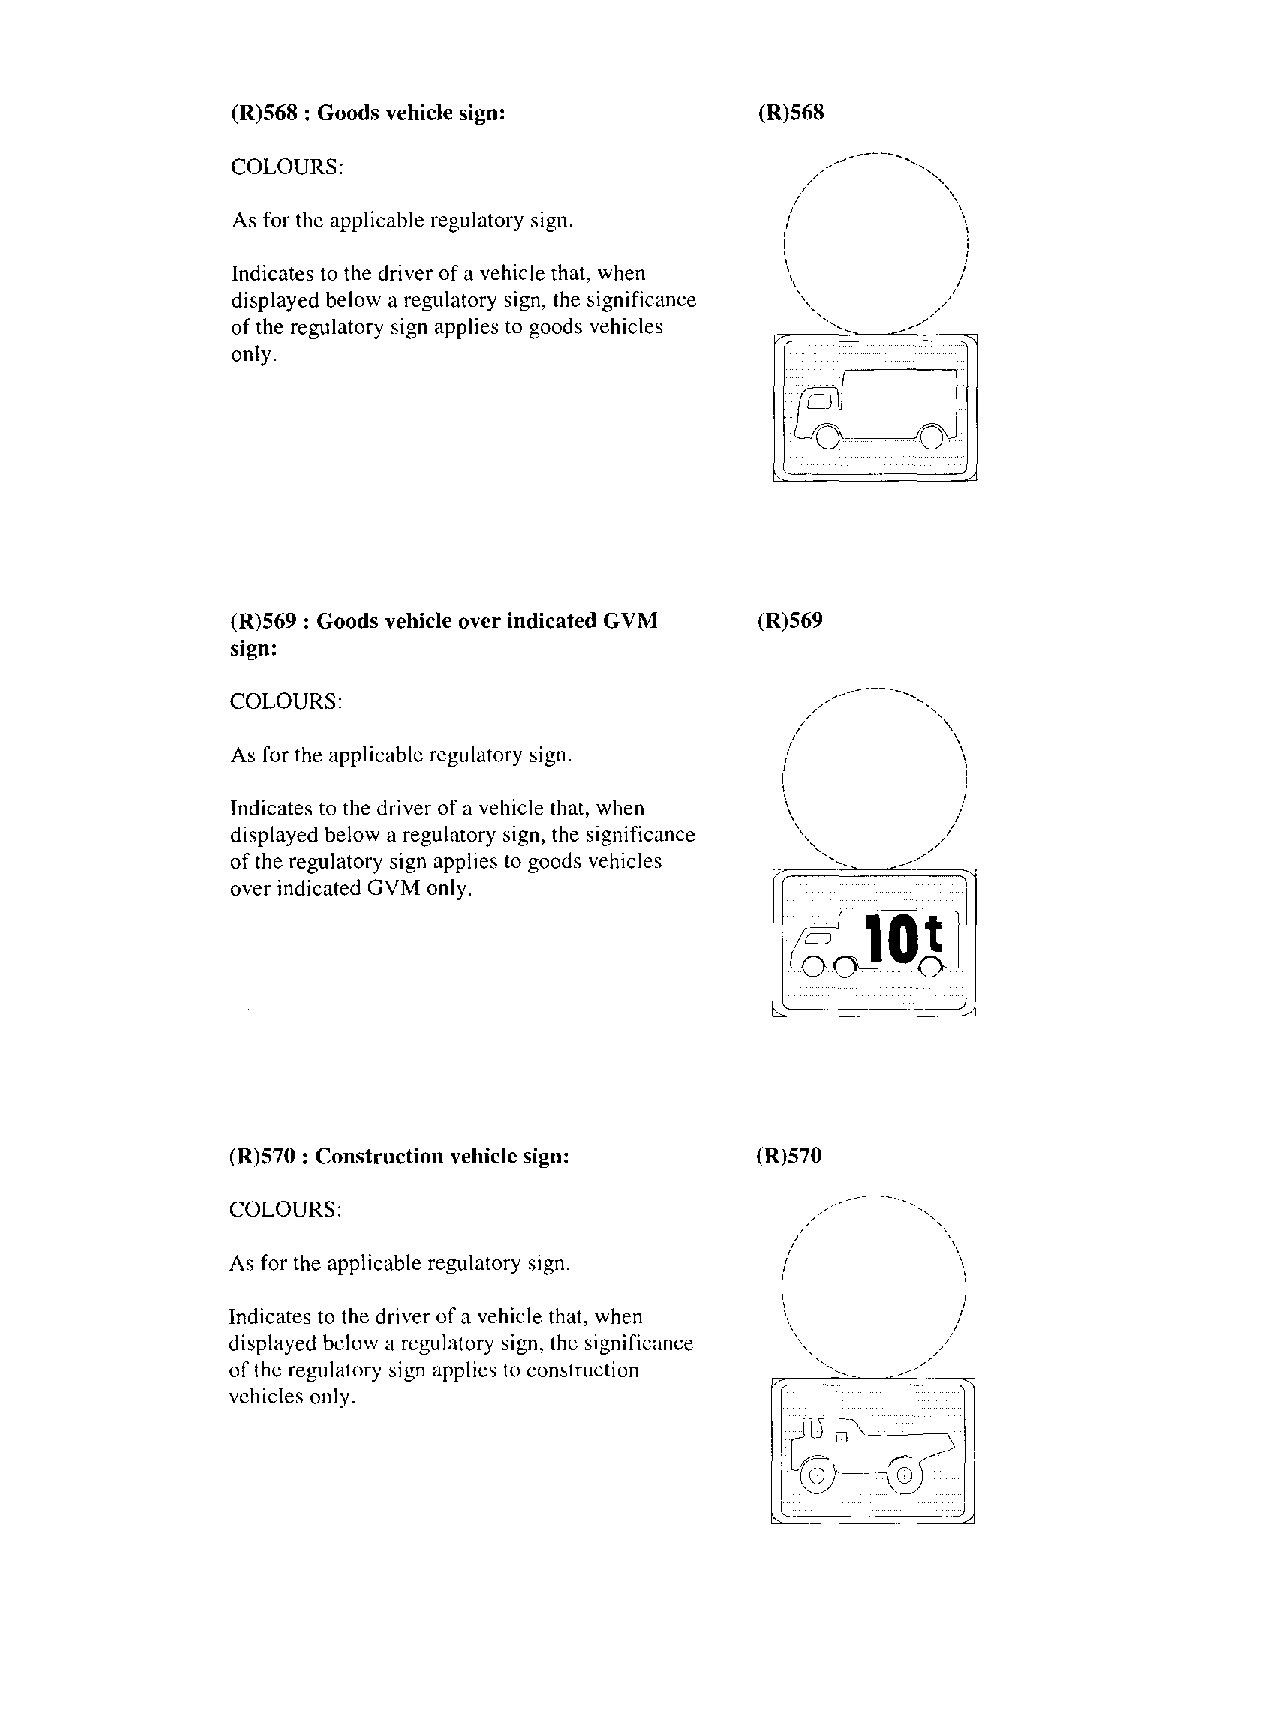 (R)568 : Goods vehicle sign:
(R)568
COLOURS:
As for the applicable regulatory sign.
Indicates to the driver of a vehicle that, when
displayed below a regulatory sign, the significance
of the regulatory sign applies to goods vehicles
only.
(R)569 : Goods vehicle over indicated GVM
sign:
(R)569
COLOURS:
As for the applicable regulatory sign.
Indicates to the driver of a vehicle that, when
displayed below a regulatory sign, the significance
of the regulatory sign applies to goods vehicles
over indicated GVM only.
10t
(R)570 : Construction vehicle sign:
(R)570
COLOURS:
As for the applicable regulatory sign.
Indicates to the driver of a vehicle that, when
displayed below a regulatory sign, the significance
of the regulatory sign applies to construction
vehicles only.